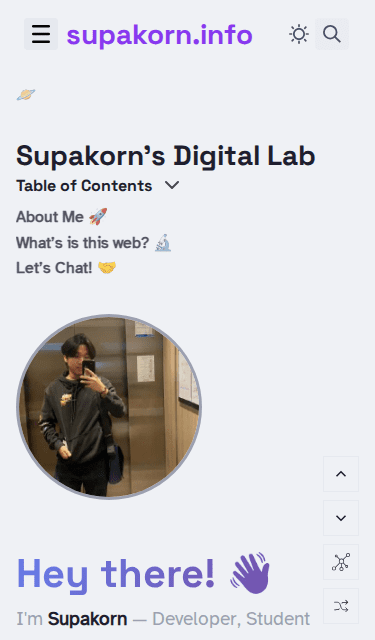 supakorn.info
🪐
Supakorn's Digital Lab
Table of Contents
About Me 🚀
What's is this web? 🔬
Let's Chat! 🤝
Hey there! 👋
I'm Supakorn — Developer, Student